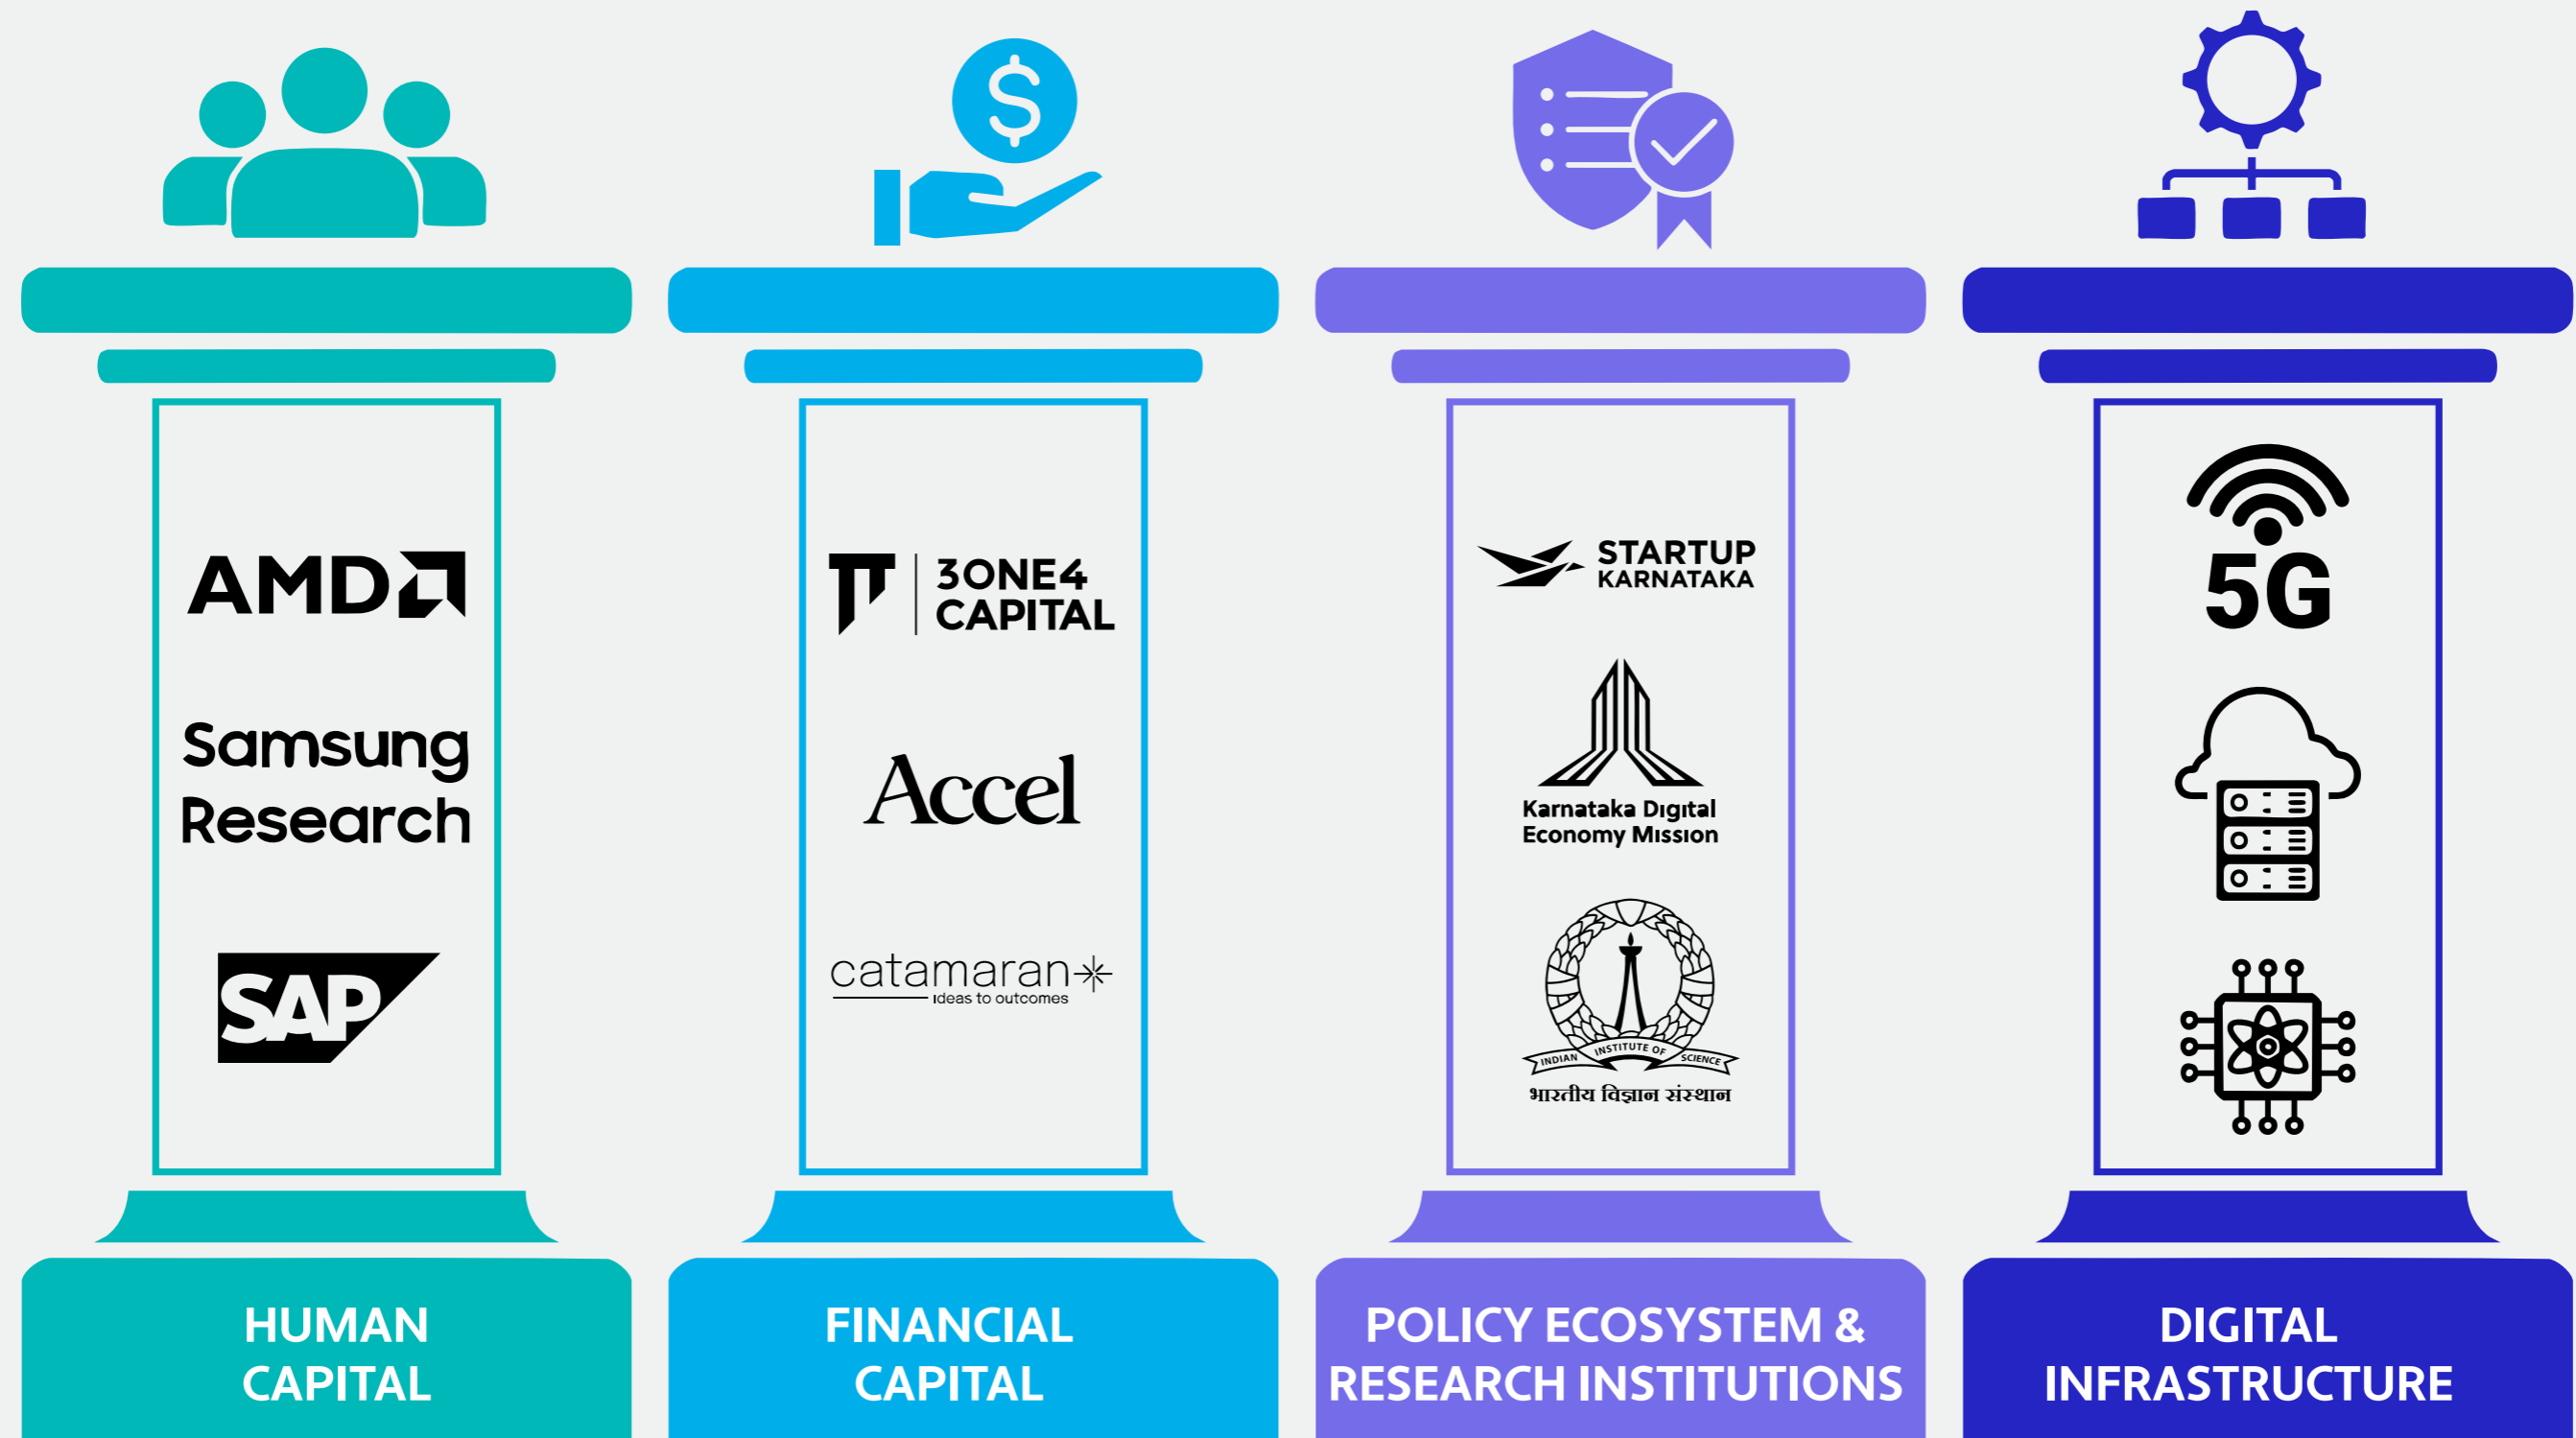 AMD
Samsung
Research
SAP
HUMAN
CAPITAL
3ONE4
CAPITAL
Accel
catamaran
Ideas to outcomes
FINANCIAL
CAPITAL
STARTUP
KARNATAKA
Karnataka Digital
Economy Mission
INDIAN INSTITUTE OF SCIENCE
भारतीय विज्ञान संस्थान
POLICY ECOSYSTEM &
RESEARCH INSTITUTIONS
5G
DIGITAL
INFRASTRUCTURE